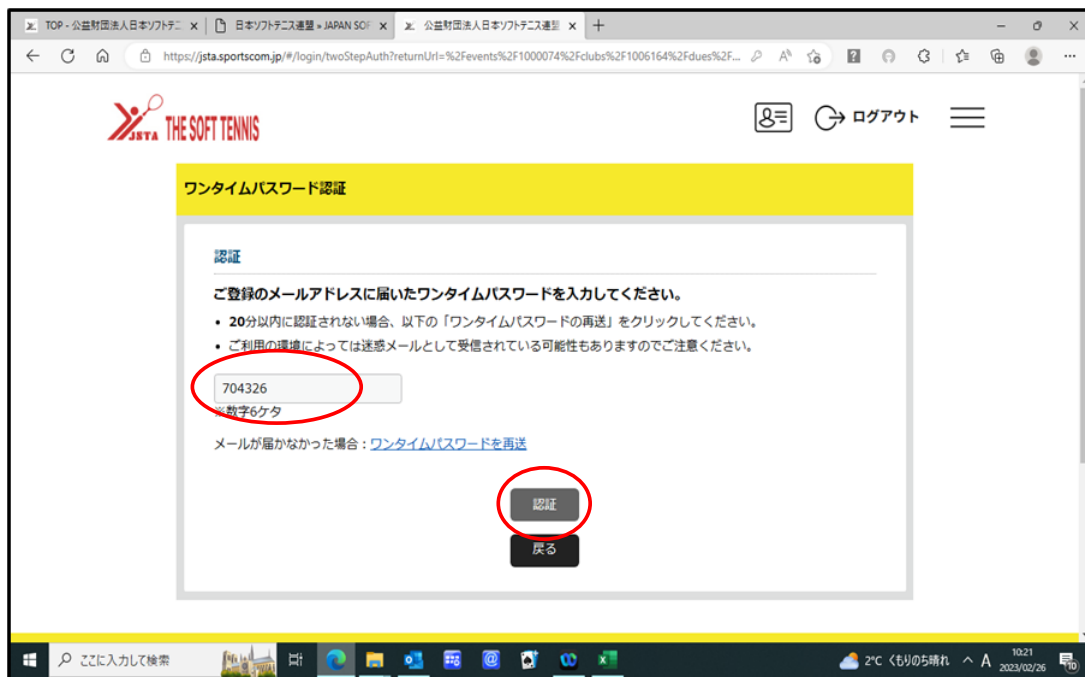 TOP - 公益財団法人日本ソフトテニ
日本ソフトテニス連盟 » JAPAN SOF
公益財団法人日本ソフトテニス連盟
https://jsta.sportscom.jp/#/login/twoStepAuth?returnUrl=%2Fevents%2F1000074%2Fclubs%2F1006164%2Fdues%2F...
JSTA THE SOFT TENNIS
ログアウト
ワンタイムパスワード認証
認証
ご登録のメールアドレスに届いたワンタイムパスワードを入力してください。
• 20分以内に認証されない場合、以下の「ワンタイムパスワードの再送」をクリックしてください。
• ご利用の環境によっては迷惑メールとして受信されている可能性もありますのでご注意ください。
704326
※数字6ケタ
メールが届かなかった場合：ワンタイムパスワードを再送
認証
戻る
ここに入力して検索
2°C くもりのち晴れ
A
10:21
2023/02/26
10